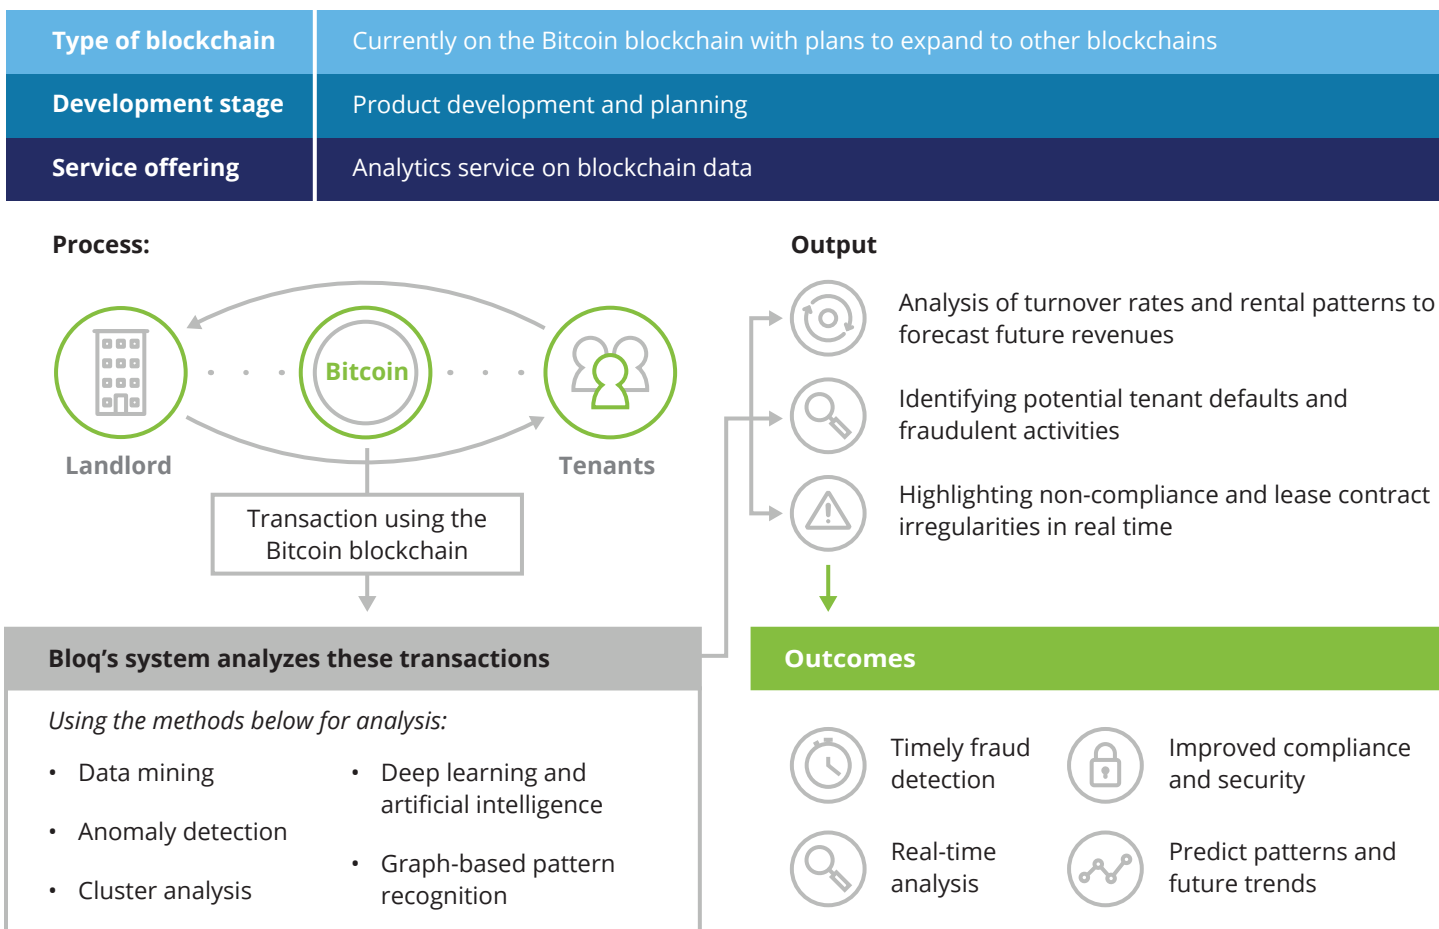 Type of blockchain
Currently on the Bitcoin blockchain with plans to expand to other blockchains
Development stage
Product development and planning
Service offering
Analytics service on blockchain data
Process:
Bitcoin
Landlord
Tenants
Transaction using the
Bitcoin blockchain
Bloq’s system analyzes these transactions
Using the methods below for analysis:
• Data mining
• Anomaly detection
• Cluster analysis
• Deep learning and
artificial intelligence
• Graph-based pattern
recognition
Output
Analysis of turnover rates and rental patterns to
forecast future revenues
Identifying potential tenant defaults and
fraudulent activities
Highlighting non-compliance and lease contract
irregularities in real time
Outcomes
Timely fraud
detection
Improved compliance
and security
Real-time
analysis
Predict patterns and
future trends